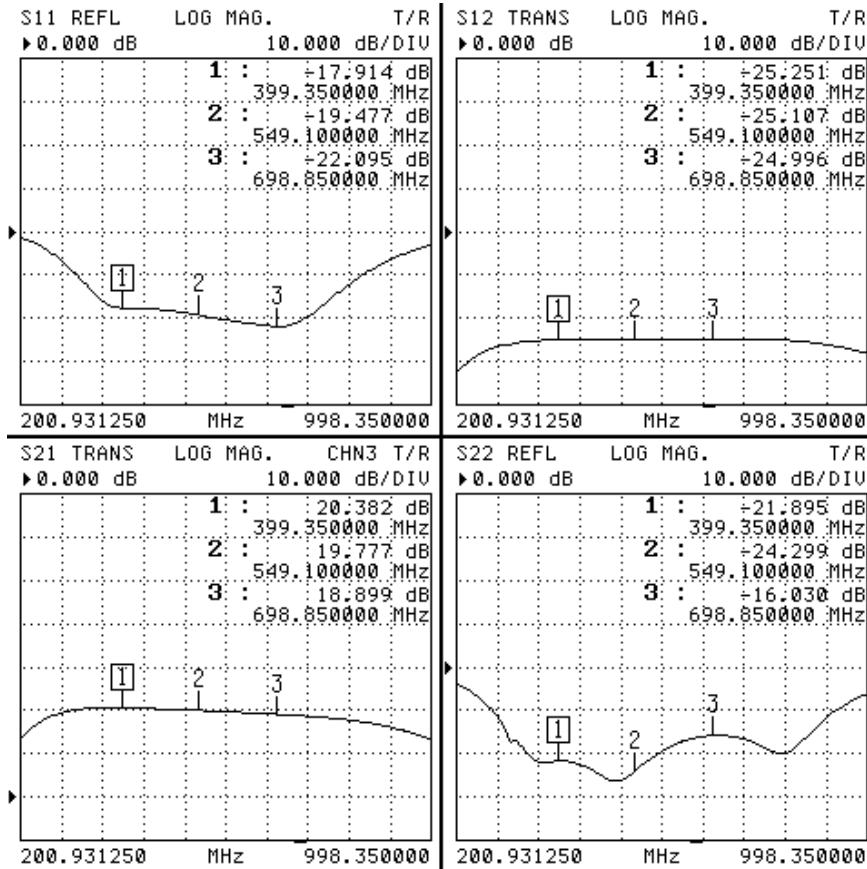 S11 REFL LOG MAG. T/R
▶0.000 dB 10.000 dB/DIV
1 : -17.914 dB
399.350000 MHz
2 : -19.477 dB
549.100000 MHz
3 : -22.095 dB
698.850000 MHz
1
2
3
200.931250 MHz 998.350000
S12 TRANS LOG MAG. T/R
▶0.000 dB 10.000 dB/DIV
1 : -25.251 dB
399.350000 MHz
2 : -25.107 dB
549.100000 MHz
3 : -24.996 dB
698.850000 MHz
1 2 3
200.931250 MHz 998.350000
S21 TRANS LOG MAG. CHN3 T/R
▶0.000 dB 10.000 dB/DIV
1 : 20.382 dB
399.350000 MHz
2 : 19.777 dB
549.100000 MHz
3 : 18.899 dB
698.850000 MHz
1 2 3
200.931250 MHz 998.350000
S22 REFL LOG MAG. T/R
▶0.000 dB 10.000 dB/DIV
1 : -21.895 dB
399.350000 MHz
2 : -24.299 dB
549.100000 MHz
3 : -16.030 dB
698.850000 MHz
3
1
2
200.931250 MHz 998.350000